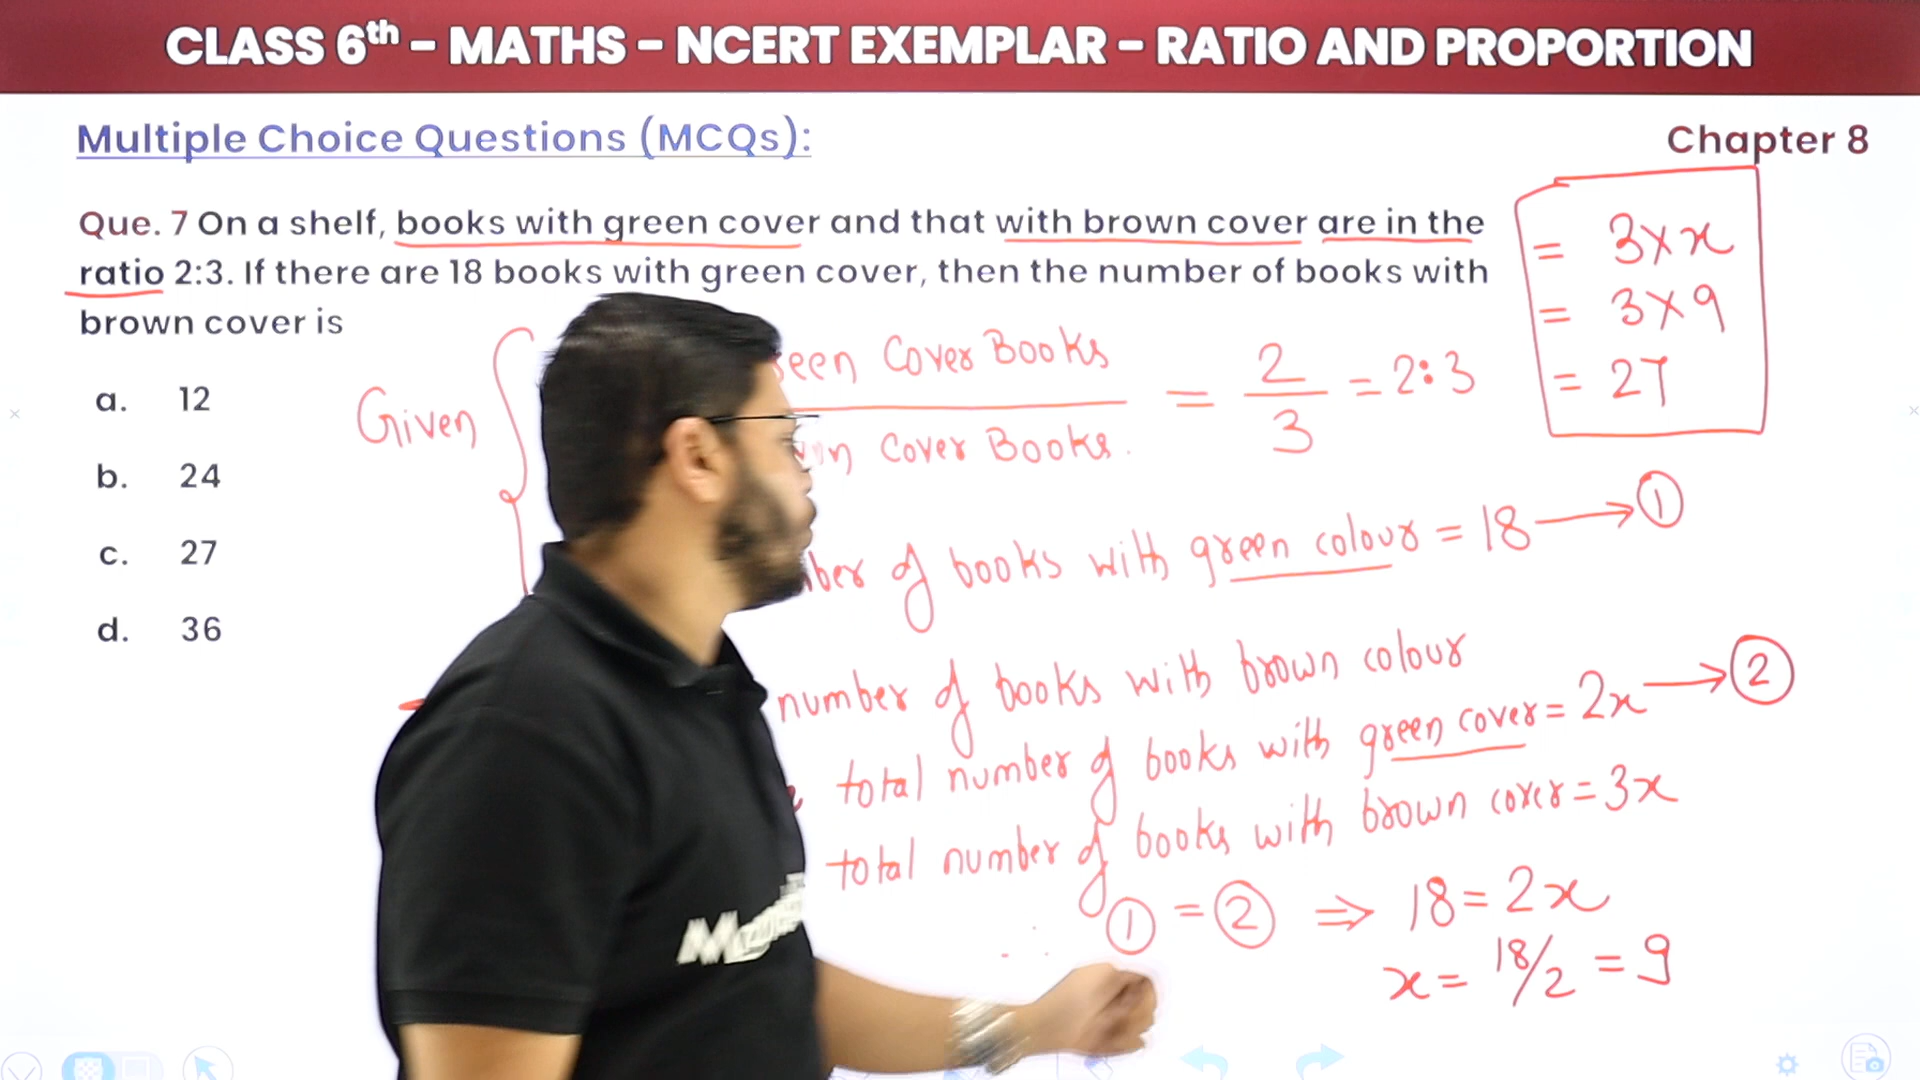 CLASS 6th – MATHS – NCERT EXEMPLAR – RATIO AND PROPORTION
Multiple Choice Questions (MCQs):
Chapter 8
Que. 7 On a shelf, books with green cover and that with brown cover are in the
ratio 2:3. If there are 18 books with green cover, then the number of books with
brown cover is
a. 12
b. 24
c. 27
d. 36
= 3×x
= 3×9
= 27
Given
Cover Books
Cover Books.
= 2/3 = 2:3
of books with green colour = 18 → ①
number of books with brown colour
total number of books with green cover = 2x → ②
total number of books with brown cover = 3x
① = ② ⇒ 18 = 2x
x = 18/2 = 9